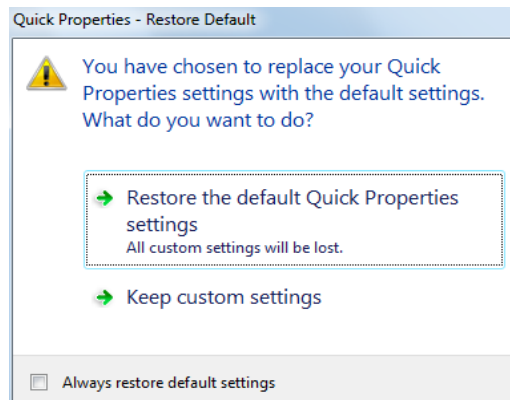 Quick Properties - Restore Default
You have chosen to replace your Quick
Properties settings with the default settings.
What do you want to do?
Restore the default Quick Properties
settings
All custom settings will be lost.
Keep custom settings
Always restore default settings